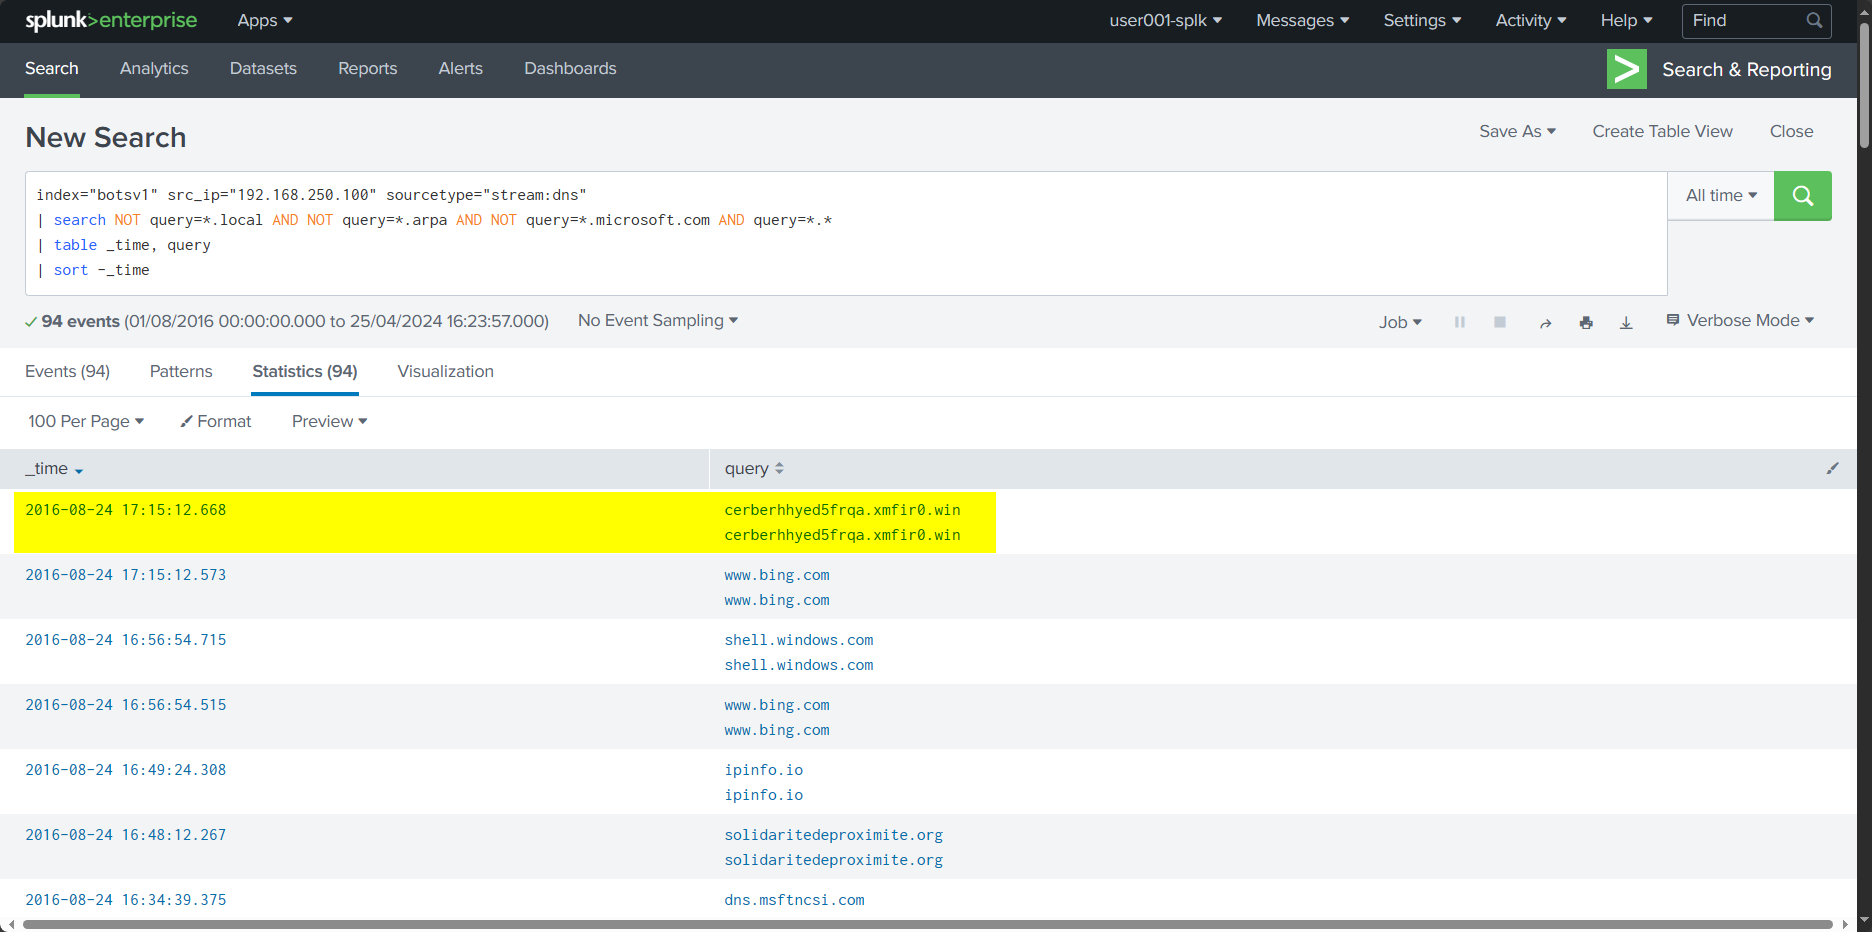 splunk>enterprise Apps user001-splk Messages Settings Activity Help Find
Search Analytics Datasets Reports Alerts Dashboards > Search & Reporting
New Search
Save As Create Table View Close
index="botsv1" src_ip="192.168.250.100" sourcetype="stream:dns"
| search NOT query=*.local AND NOT query=*.arpa AND NOT query=*.microsoft.com AND query=*.*
| table _time, query
| sort -_time
All time
94 events (01/08/2016 00:00:00.000 to 25/04/2024 16:23:57.000) No Event Sampling Job Verbose Mode
Events (94) Patterns Statistics (94) Visualization
100 Per Page Format Preview
_time query
2016-08-24 17:15:12.668 cerberhhyed5frqa.xmfir0.win
cerberhhyed5frqa.xmfir0.win
2016-08-24 17:15:12.573 www.bing.com
www.bing.com
2016-08-24 16:56:54.715 shell.windows.com
shell.windows.com
2016-08-24 16:56:54.515 www.bing.com
www.bing.com
2016-08-24 16:49:24.308 ipinfo.io
ipinfo.io
2016-08-24 16:48:12.267 solidaritedeproximite.org
solidaritedeproximite.org
2016-08-24 16:34:39.375 dns.msftncsi.com